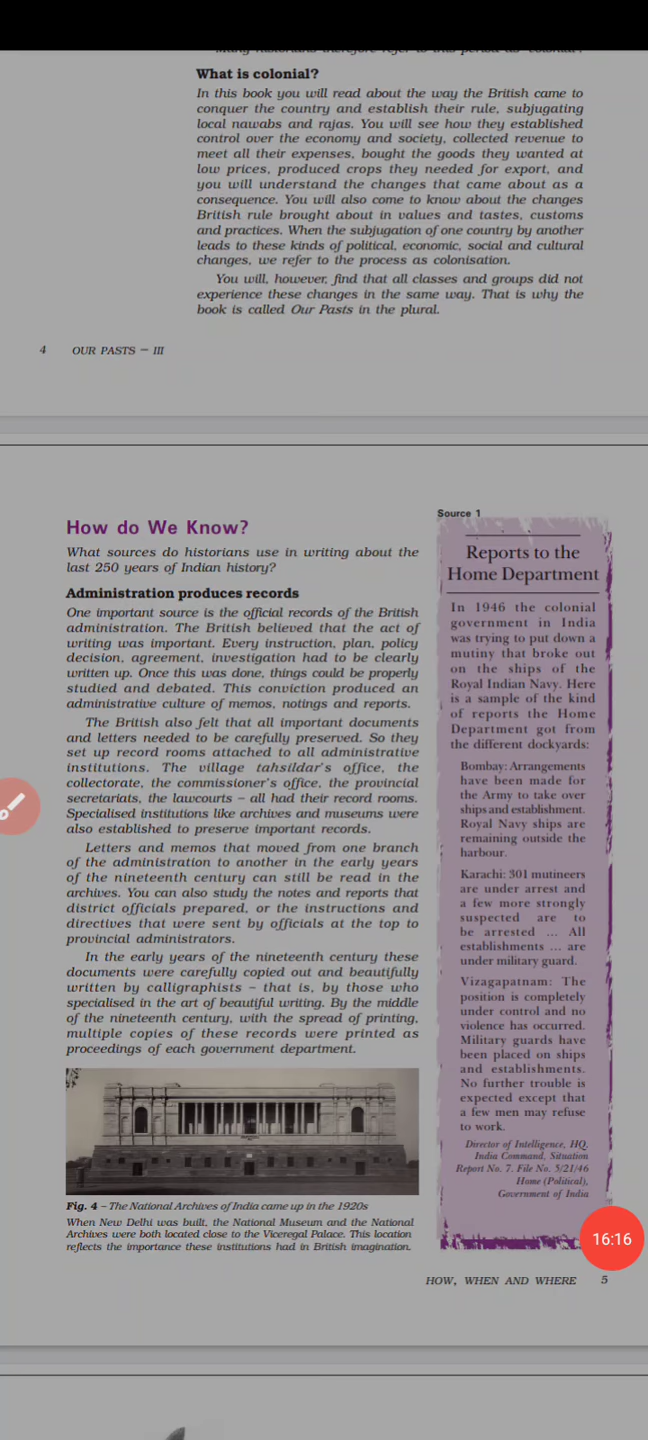 Many historians therefore refer to this period as 'colonial'.
What is colonial?
In this book you will read about the way the British came to
conquer the country and establish their rule, subjugating
local nawabs and rajas. You will see how they established
control over the economy and society, collected revenue to
meet all their expenses, bought the goods they wanted at
low prices, produced crops they needed for export, and
you will understand the changes that came about as a
consequence. You will also come to know about the changes
British rule brought about in values and tastes, customs
and practices. When the subjugation of one country by another
leads to these kinds of political, economic, social and cultural
changes, we refer to the process as colonisation.
You will, however, find that all classes and groups did not
experience these changes in the same way. That is why the
book is called Our Pasts in the plural.
4 OUR PASTS – III
How do We Know?
What sources do historians use in writing about the
last 250 years of Indian history?
Administration produces records
One important source is the official records of the British
administration. The British believed that the act of
writing was important. Every instruction, plan, policy
decision, agreement, investigation had to be clearly
written up. Once this was done, things could be properly
studied and debated. This conviction produced an
administrative culture of memos, notings and reports.
The British also felt that all important documents
and letters needed to be carefully preserved. So they
set up record rooms attached to all administrative
institutions. The village tahsildar's office, the
collectorate, the commissioner's office, the provincial
secretariats, the lawcourts – all had their record rooms.
Specialised institutions like archives and museums were
also established to preserve important records.
Letters and memos that moved from one branch
of the administration to another in the early years
of the nineteenth century can still be read in the
archives. You can also study the notes and reports that
district officials prepared, or the instructions and
directives that were sent by officials at the top to
provincial administrators.
In the early years of the nineteenth century these
documents were carefully copied out and beautifully
written by calligraphists – that is, by those who
specialised in the art of beautiful writing. By the middle
of the nineteenth century, with the spread of printing,
multiple copies of these records were printed as
proceedings of each government department.
Fig. 4 – The National Archives of India came up in the 1920s
When New Delhi was built, the National Museum and the National
Archives were both located close to the Viceregal Palace. This location
reflects the importance these institutions had in British imagination.
Source 1
Reports to the
Home Department
In 1946 the colonial
government in India
was trying to put down a
mutiny that broke out
on the ships of the
Royal Indian Navy. Here
is a sample of the kind
of reports the Home
Department got from
the different dockyards:
Bombay: Arrangements
have been made for
the Army to take over
ships and establishment.
Royal Navy ships are
remaining outside the
harbour.
Karachi: 301 mutineers
are under arrest and
a few more strongly
suspected are to
be arrested ... All
establishments ... are
under military guard.
Vizagapatnam: The
position is completely
under control and no
violence has occurred.
Military guards have
been placed on ships
and establishments.
No further trouble is
expected except that
a few men may refuse
to work.
Director of Intelligence, HQ,
India Command, Situation
Report No. 7. File No. 5/21/46
Home (Political),
Government of India
16:16
HOW, WHEN AND WHERE 5